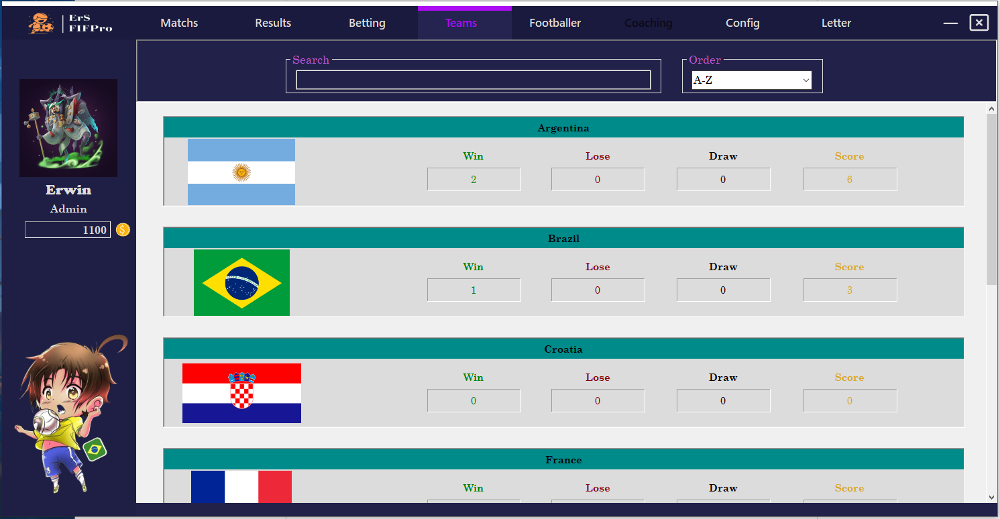 ErS
FIFPro
Matchs Results Betting Teams Footballer Coaching Config Letter
Search
Order
A-Z
Erwin
Admin
1100
$
Argentina
Win Lose Draw Score
2 0 0 6
Brazil
Win Lose Draw Score
1 0 0 3
Croatia
Win Lose Draw Score
0 0 0 0
France
Win Lose Draw Score